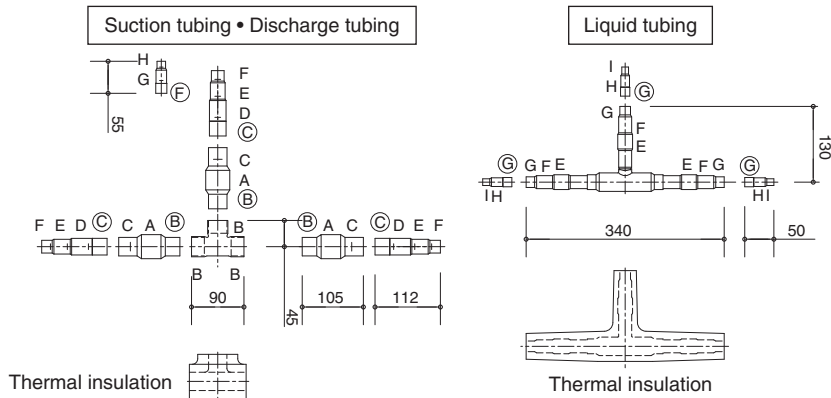 Suction tubing • Discharge tubing
Liquid tubing
H
G
Ⓕ
55
F
E
D
Ⓒ
C
A
Ⓑ
F E D Ⓒ C A Ⓑ
B
B B
Ⓑ A C Ⓒ D E F
90
45
105
112
Thermal insulation
I
H Ⓖ
G
F
E
130
Ⓖ G F E
E F G Ⓖ
I H
H I
340
50
Thermal insulation